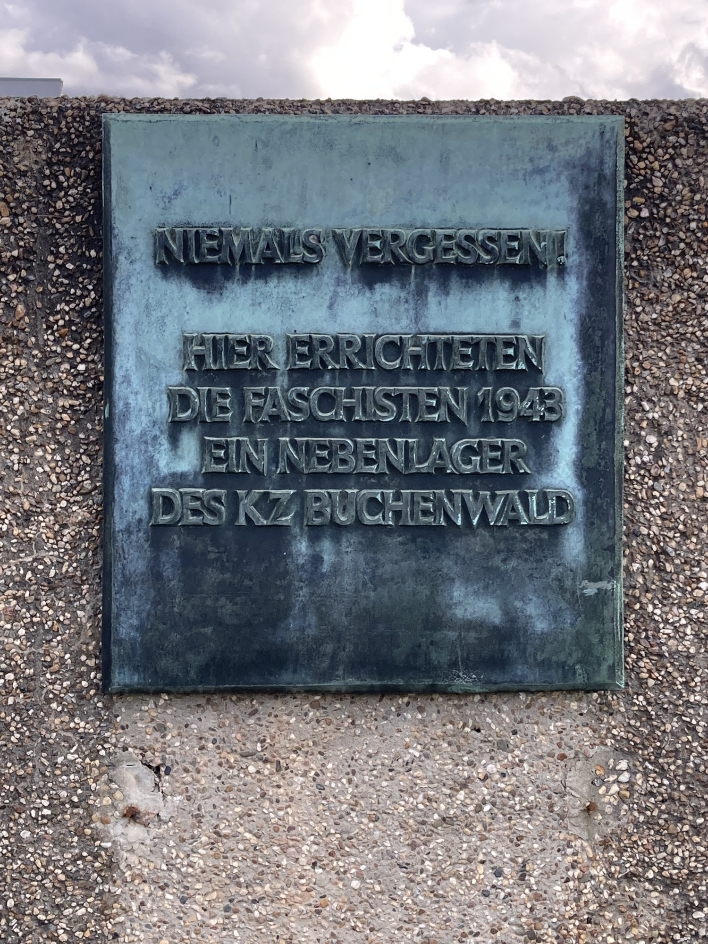 NIEMALS VERGESSEN!
HIER ERRICHTETEN
DIE FASCHISTEN 1943
EIN NEBENLAGER
DES KZ BUCHENWALD